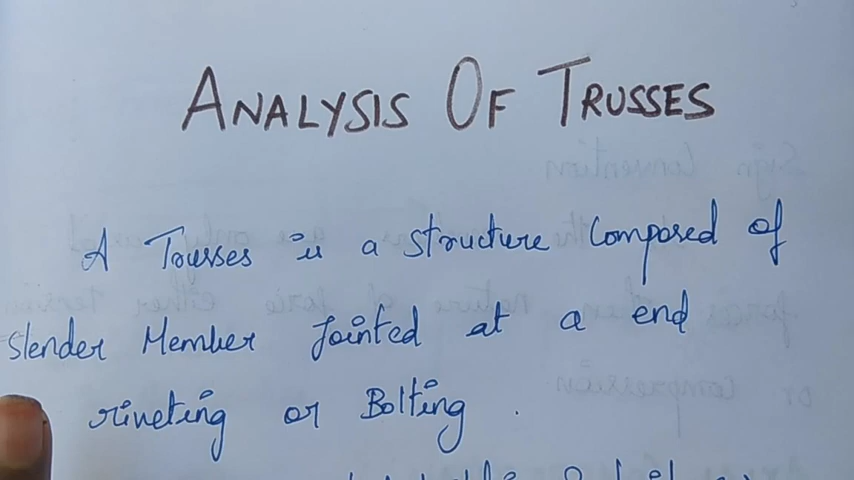 ANALYSIS OF TRUSSES
A Trusses is a structure composed of
slender Member Jointed at a end
riveting or Bolting .